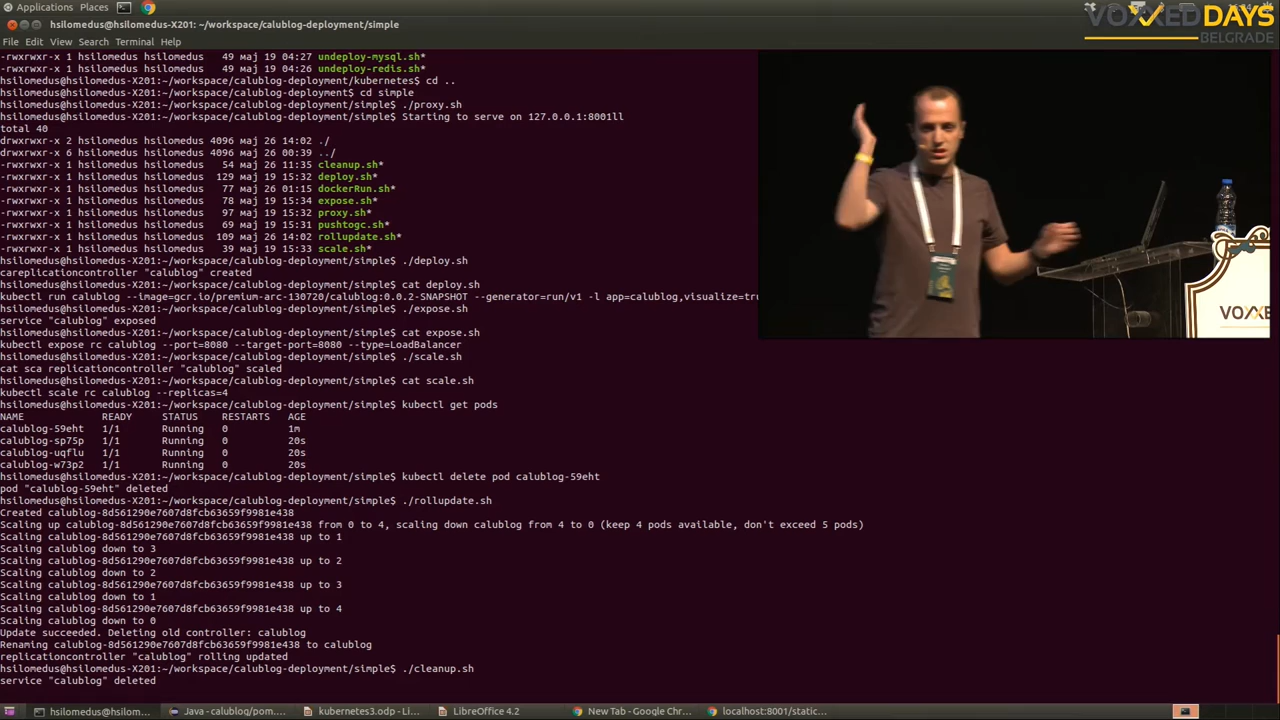 Applications Places
VOXXED DAYS
BELGRADE
hsilomedus@hsilomedus-X201: ~/workspace/calublog-deployment/simple
File Edit View Search Terminal Help
-rwxrwxr-x 1 hsilomedus hsilomedus 49 мај 19 04:27 undeploy-mysql.sh*
-rwxrwxr-x 1 hsilomedus hsilomedus 49 мај 19 04:26 undeploy-redis.sh*
hsilomedus@hsilomedus-X201:~/workspace/calublog-deployment/kubernetes$ cd ..
hsilomedus@hsilomedus-X201:~/workspace/calublog-deployment$ cd simple
hsilomedus@hsilomedus-X201:~/workspace/calublog-deployment/simple$ ./proxy.sh
hsilomedus@hsilomedus-X201:~/workspace/calublog-deployment/simple$ Starting to serve on 127.0.0.1:8001ll
total 40
drwxrwxr-x 2 hsilomedus hsilomedus 4096 мај 26 14:02 ./
drwxrwxr-x 6 hsilomedus hsilomedus 4096 мај 26 00:39 ../
-rwxrwxr-x 1 hsilomedus hsilomedus 54 мај 26 11:35 cleanup.sh*
-rwxrwxr-x 1 hsilomedus hsilomedus 129 мај 19 15:32 deploy.sh*
-rwxrwxr-x 1 hsilomedus hsilomedus 77 мај 26 01:15 dockerRun.sh*
-rwxrwxr-x 1 hsilomedus hsilomedus 78 мај 19 15:34 expose.sh*
-rwxrwxr-x 1 hsilomedus hsilomedus 97 мај 19 15:32 proxy.sh*
-rwxrwxr-x 1 hsilomedus hsilomedus 69 мај 19 15:31 pushtogc.sh*
-rwxrwxr-x 1 hsilomedus hsilomedus 109 мај 26 14:02 rollupdate.sh*
-rwxrwxr-x 1 hsilomedus hsilomedus 39 мај 19 15:33 scale.sh*
hsilomedus@hsilomedus-X201:~/workspace/calublog-deployment/simple$ ./deploy.sh
careplicationcontroller "calublog" created
hsilomedus@hsilomedus-X201:~/workspace/calublog-deployment/simple$ cat deploy.sh
kubectl run calublog --image=gcr.io/premium-arc-130720/calublog:0.0.2-SNAPSHOT --generator=run/v1 -l app=calublog,visualize=tru
hsilomedus@hsilomedus-X201:~/workspace/calublog-deployment/simple$ ./expose.sh
service "calublog" exposed
hsilomedus@hsilomedus-X201:~/workspace/calublog-deployment/simple$ cat expose.sh
kubectl expose rc calublog --port=8080 --target-port=8080 --type=LoadBalancer
hsilomedus@hsilomedus-X201:~/workspace/calublog-deployment/simple$ ./scale.sh
cat sca replicationcontroller "calublog" scaled
hsilomedus@hsilomedus-X201:~/workspace/calublog-deployment/simple$ cat scale.sh
kubectl scale rc calublog --replicas=4
hsilomedus@hsilomedus-X201:~/workspace/calublog-deployment/simple$ kubectl get pods
NAME READY STATUS RESTARTS AGE
calublog-59eht 1/1 Running 0 1m
calublog-sp75p 1/1 Running 0 20s
calublog-uqflu 1/1 Running 0 20s
calublog-w73p2 1/1 Running 0 20s
hsilomedus@hsilomedus-X201:~/workspace/calublog-deployment/simple$ kubectl delete pod calublog-59eht
pod "calublog-59eht" deleted
hsilomedus@hsilomedus-X201:~/workspace/calublog-deployment/simple$ ./rollupdate.sh
Created calublog-8d561290e7607d8fcb63659f9981e438
Scaling up calublog-8d561290e7607d8fcb63659f9981e438 from 0 to 4, scaling down calublog from 4 to 0 (keep 4 pods available, don't exceed 5 pods)
Scaling calublog-8d561290e7607d8fcb63659f9981e438 up to 1
Scaling calublog down to 3
Scaling calublog-8d561290e7607d8fcb63659f9981e438 up to 2
Scaling calublog down to 2
Scaling calublog-8d561290e7607d8fcb63659f9981e438 up to 3
Scaling calublog down to 1
Scaling calublog-8d561290e7607d8fcb63659f9981e438 up to 4
Scaling calublog down to 0
Update succeeded. Deleting old controller: calublog
Renaming calublog-8d561290e7607d8fcb63659f9981e438 to calublog
replicationcontroller "calublog" rolling updated
hsilomedus@hsilomedus-X201:~/workspace/calublog-deployment/simple$ ./cleanup.sh
service "calublog" deleted
VOXXE
hsilomedus@hsilom... Java - calublog/pom.... kubernetes3.odp - Li... LibreOffice 4.2 New Tab - Google Chr... localhost:8001/static...